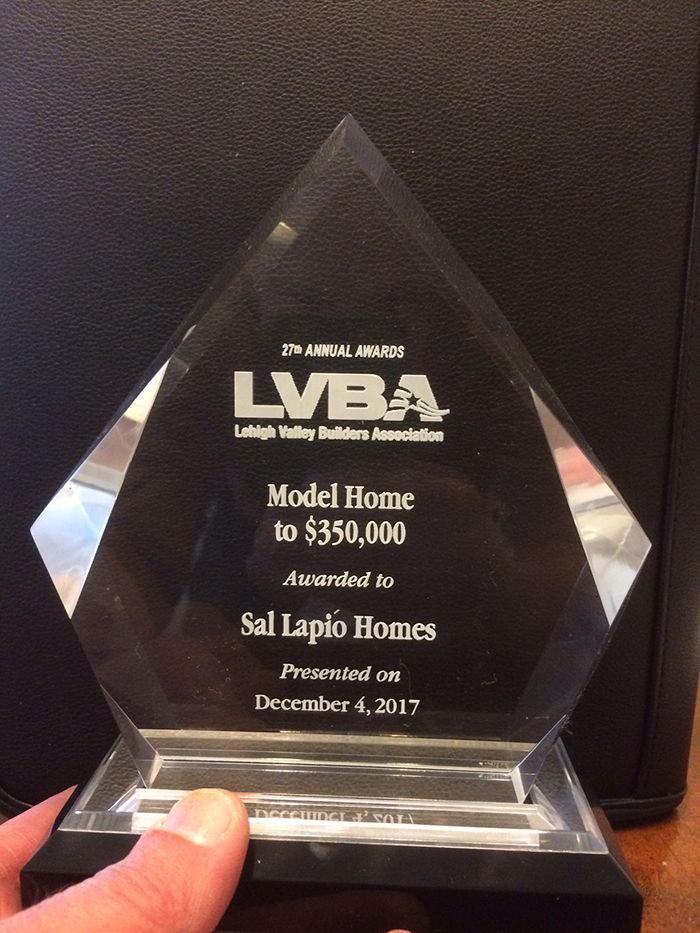 27th ANNUAL AWARDS
LVBA
Lehigh Valley Builders Association
Model Home
to $350,000
Awarded to
Sal Lapio Homes
Presented on
December 4, 2017